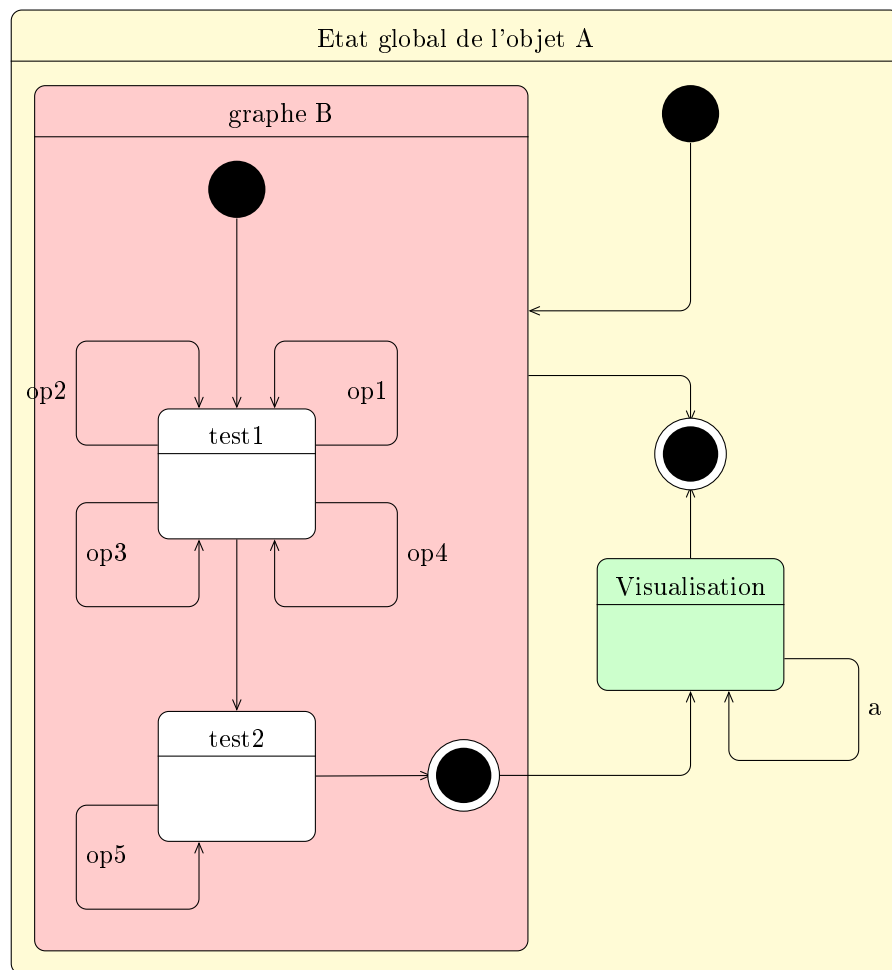 Etat global de l'objet A
graphe B
op2
op1
test1
op3
op4
Visualisation
a
test2
op5